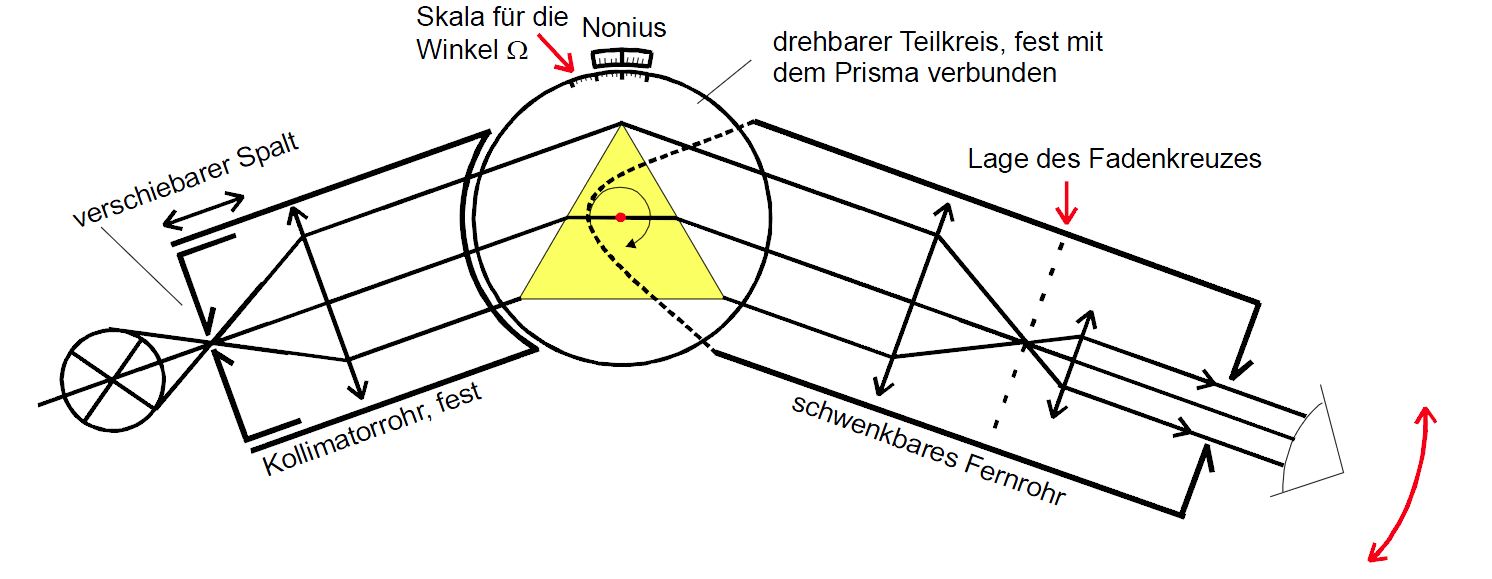 Skala für die
Winkel Ω
Nonius
drehbarer Teilkreis, fest mit
dem Prisma verbunden
verschiebarer Spalt
Lage des Fadenkreuzes
Kollimatorrohr, fest
schwenkbares Fernrohr